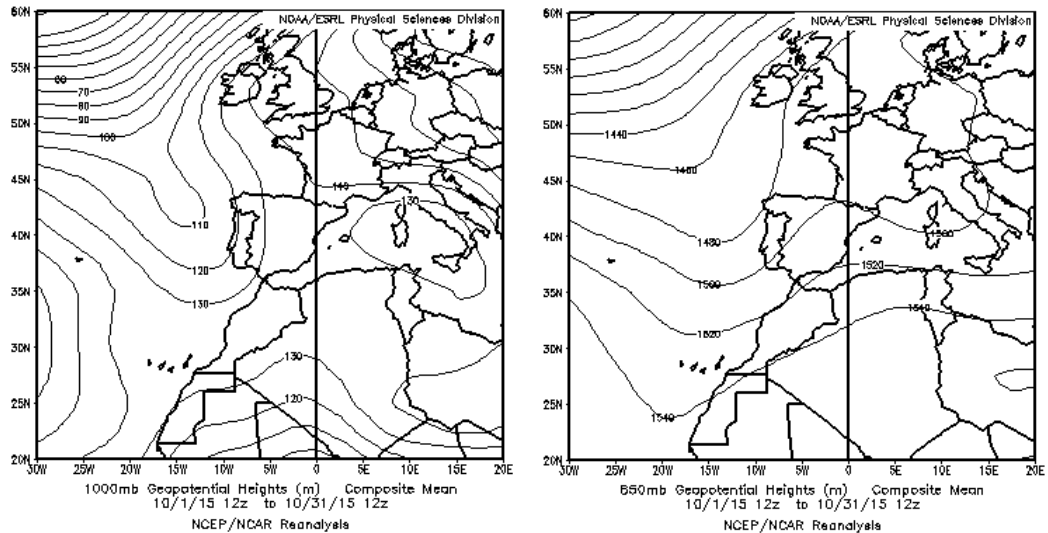 NOAA/ESRL Physical Sciences Division
60N
55N
60
70
80
90
50N
100
45N
140
130
110
40N
120
35N
130
30N
130
25N
120
20N
30W 25W 20W 15W 10W 5W 0 5E 10E 15E 20E
1000mb Geopotential Heights (m) Composite Mean
10/1/15 12z to 10/31/15 12z
NCEP/NCAR Reanalysis
NOAA/ESRL Physical Sciences Division
60N
55N
50N
1440
1460
45N
1480
1500
40N
1520
1500
35N
1540
1520
30N
25N
1540
20N
30W 25W 20W 15W 10W 5W 0 5E 10E 15E 20E
850mb Geopotential Heights (m) Composite Mean
10/1/15 12z to 10/31/15 12z
NCEP/NCAR Reanalysis